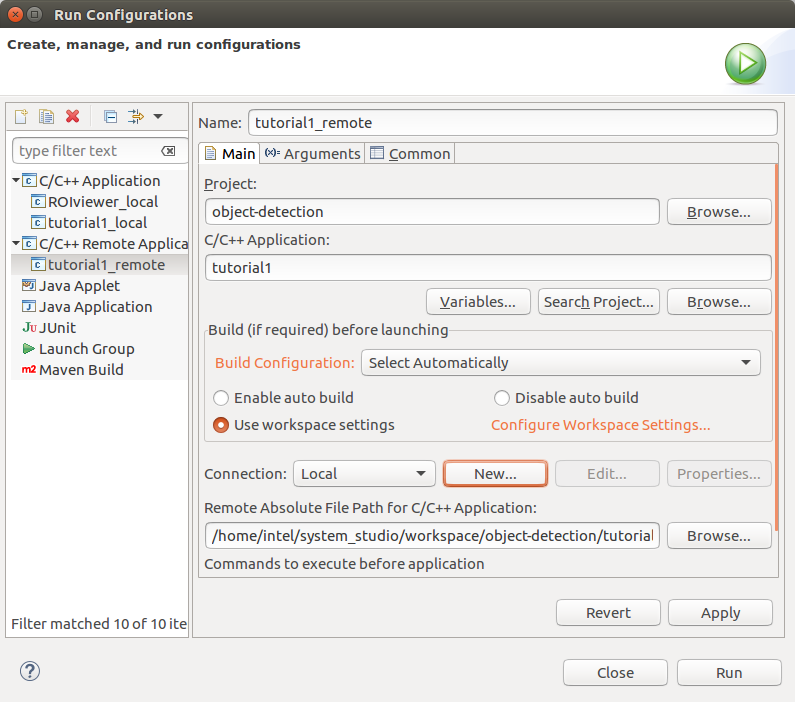 Run Configurations
Create, manage, and run configurations
type filter text
C/C++ Application
ROIviewer_local
tutorial1_local
C/C++ Remote Applica
tutorial1_remote
Java Applet
Java Application
Ju JUnit
Launch Group
m2 Maven Build
Filter matched 10 of 10 ite
Name: tutorial1_remote
Main (x)= Arguments Common
Project:
object-detection Browse...
C/C++ Application:
tutorial1
Variables... Search Project... Browse...
Build (if required) before launching
Build Configuration: Select Automatically
Enable auto build Disable auto build
Use workspace settings Configure Workspace Settings...
Connection: Local New... Edit... Properties...
Remote Absolute File Path for C/C++ Application:
/home/intel/system_studio/workspace/object-detection/tutorial Browse...
Commands to execute before application
Revert Apply
? Close Run